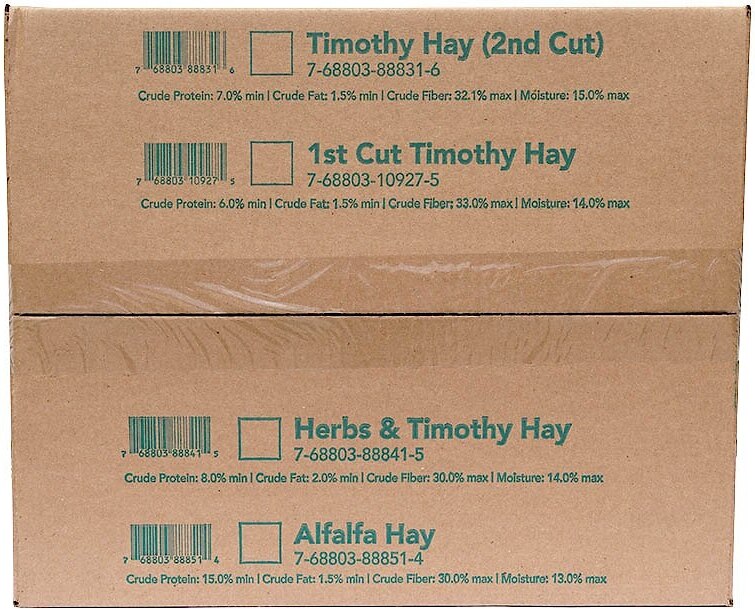 Timothy Hay (2nd Cut)
7-68803-88831-6
7 68803 88831 6
Crude Protein: 7.0% min | Crude Fat: 1.5% min | Crude Fiber: 32.1% max | Moisture: 15.0% max
1st Cut Timothy Hay
7-68803-10927-5
7 68803 10927 5
Crude Protein: 6.0% min | Crude Fat: 1.5% min | Crude Fiber: 33.0% max | Moisture: 14.0% max
Herbs & Timothy Hay
7-68803-88841-5
7 68803 88841 5
Crude Protein: 8.0% min | Crude Fat: 2.0% min | Crude Fiber: 30.0% max | Moisture: 14.0% max
Alfalfa Hay
7-68803-88851-4
7 68803 88851 4
Crude Protein: 15.0% min | Crude Fat: 1.5% min | Crude Fiber: 30.0% max | Moisture: 13.0% max